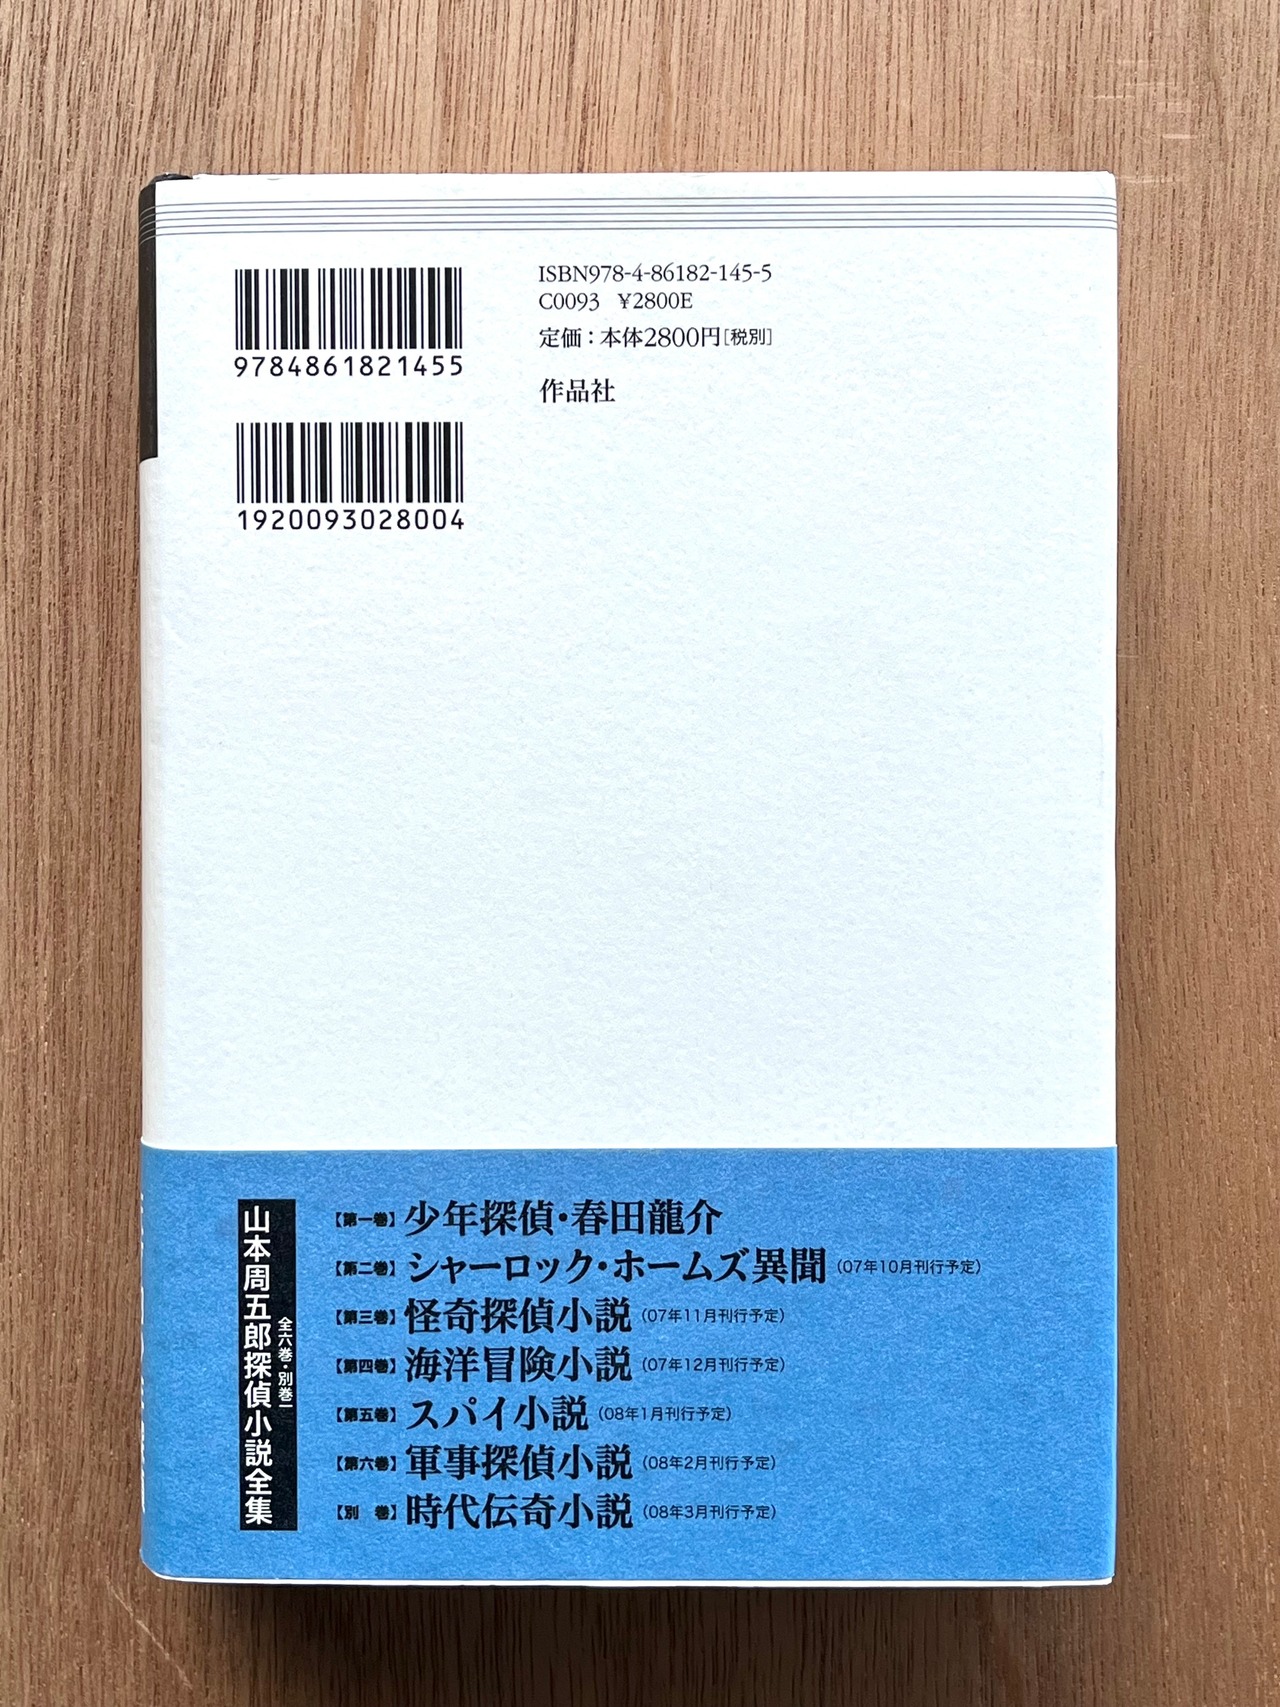 ISBN978-4-86182-145-5
C0093 ¥2800E
定価：本体2800円[税別]
作品社
9784861821455
1920093028004
山本周五郎探偵小説全集
全六巻・別巻一
【第一巻】少年探偵・春田龍介
【第二巻】シャーロック・ホームズ異聞（07年10月刊行予定）
【第三巻】怪奇探偵小説（07年11月刊行予定）
【第四巻】海洋冒険小説（07年12月刊行予定）
【第五巻】スパイ小説（08年1月刊行予定）
【第六巻】軍事探偵小説（08年2月刊行予定）
【別　巻】時代伝奇小説（08年3月刊行予定）